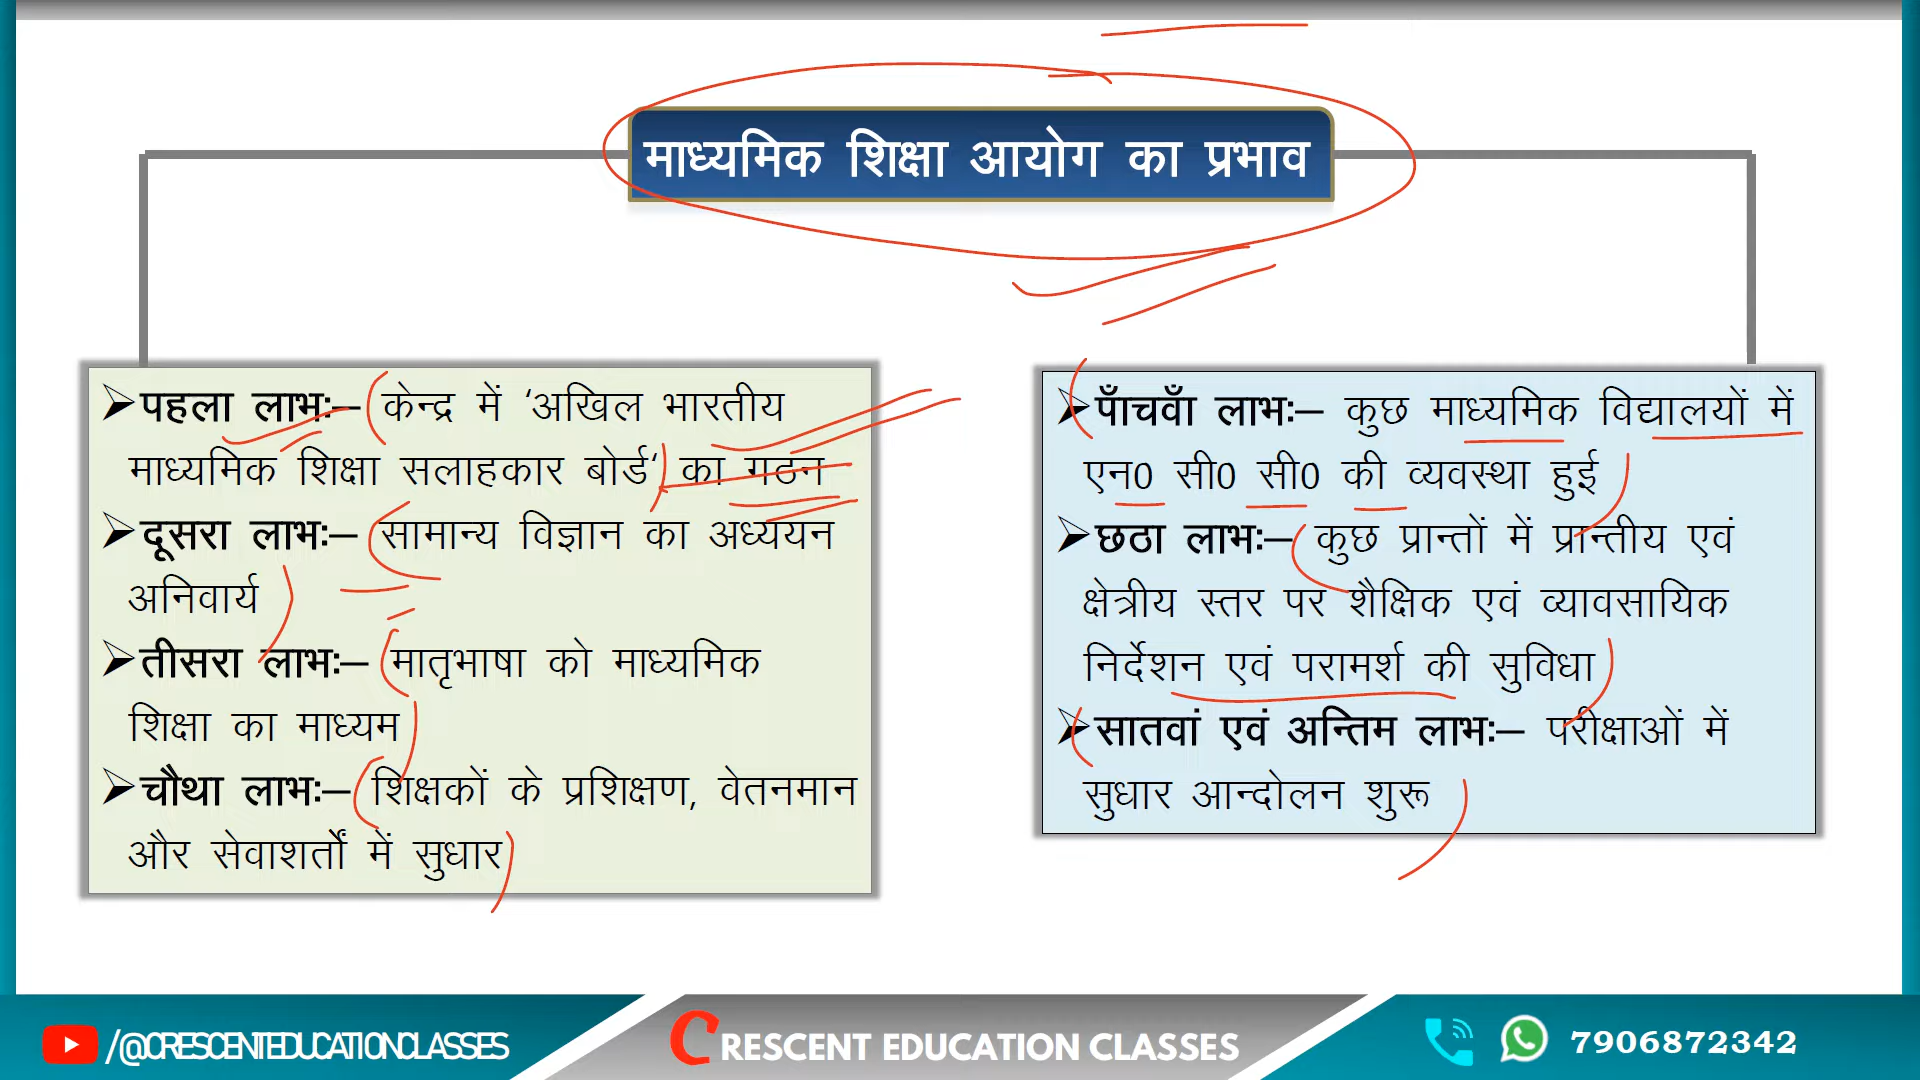 माध्यमिक शिक्षा आयोग का प्रभाव
➢पहला लाभः– केन्द्र में ‘अखिल भारतीय
माध्यमिक शिक्षा सलाहकार बोर्ड‘ का गठन
➢दूसरा लाभः– सामान्य विज्ञान का अध्ययन
अनिवार्य
➢तीसरा लाभः– मातृभाषा को माध्यमिक
शिक्षा का माध्यम
➢चौथा लाभः– शिक्षकों के प्रशिक्षण, वेतनमान
और सेवाशर्तों में सुधार
➢पाँचवाँ लाभः– कुछ माध्यमिक विद्यालयों में
एन0 सी0 सी0 की व्यवस्था हुई
➢छठा लाभः– कुछ प्रान्तों में प्रान्तीय एवं
क्षेत्रीय स्तर पर शैक्षिक एवं व्यावसायिक
निर्देशन एवं परामर्श की सुविधा
➢सातवां एवं अन्तिम लाभः– परीक्षाओं में
सुधार आन्दोलन शुरू
/@CRESCENTEDUCATIONCLASSES
CRESCENT EDUCATION CLASSES
7906872342